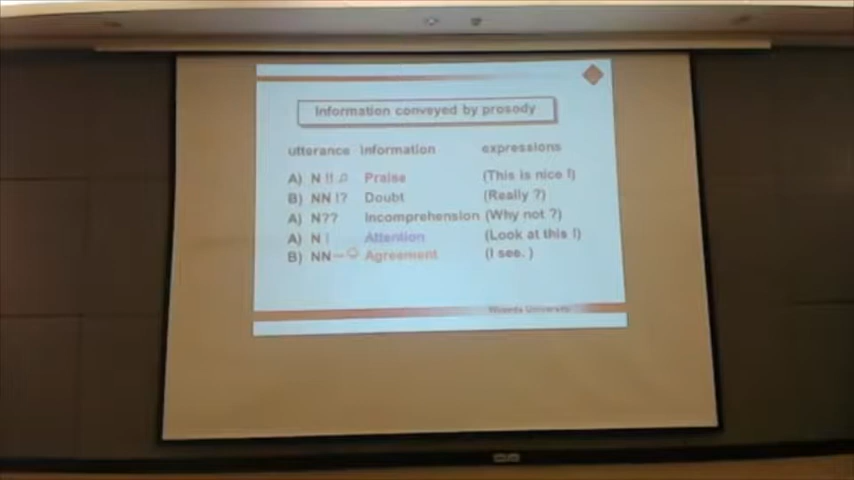 Information conveyed by prosody
utterance information expressions
A) N !! ♫ Praise (This is nice !)
B) NN !? Doubt (Really ?)
A) N?? Incomprehension (Why not ?)
A) N ! Attention (Look at this !)
B) NN Agreement (I see. )
University